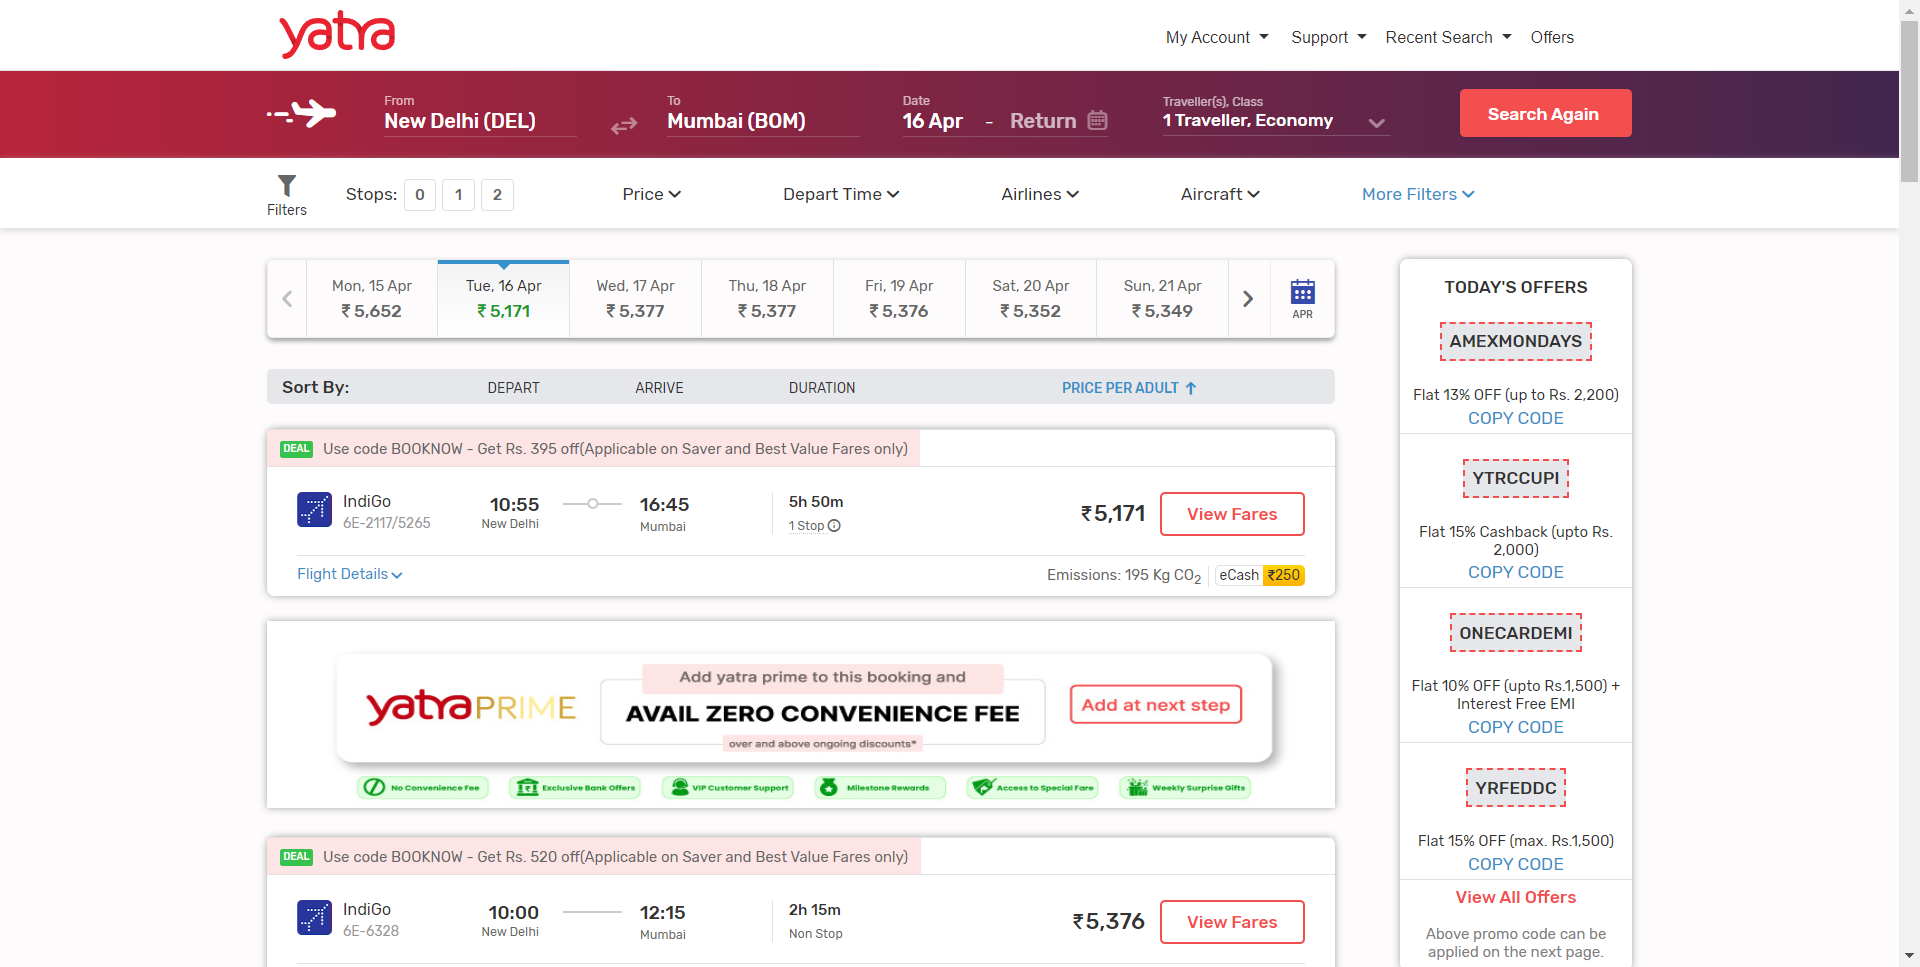 yatra
My Account
Support
Recent Search
Offers
From
New Delhi (DEL)
To
Mumbai (BOM)
Date
16 Apr - Return
Traveller(s), Class
1 Traveller, Economy
Search Again
Filters
Stops: 0 1 2
Price
Depart Time
Airlines
Aircraft
More Filters
Mon, 15 Apr
₹ 5,652
Tue, 16 Apr
₹ 5,171
Wed, 17 Apr
₹ 5,377
Thu, 18 Apr
₹ 5,377
Fri, 19 Apr
₹ 5,376
Sat, 20 Apr
₹ 5,352
Sun, 21 Apr
₹ 5,349
APR
Sort By: DEPART ARRIVE DURATION PRICE PER ADULT
DEAL Use code BOOKNOW - Get Rs. 395 off(Applicable on Saver and Best Value Fares only)
IndiGo
6E-2117/5265
10:55
New Delhi
16:45
Mumbai
5h 50m
1 Stop
₹5,171
View Fares
Flight Details
Emissions: 195 Kg CO2
eCash ₹250
yatra PRIME
Add yatra prime to this booking and
AVAIL ZERO CONVENIENCE FEE
over and above ongoing discounts*
Add at next step
No Convenience Fee
Exclusive Bank Offers
VIP Customer Support
Milestone Rewards
Access to Special Fare
Weekly Surprise Gifts
DEAL Use code BOOKNOW - Get Rs. 520 off(Applicable on Saver and Best Value Fares only)
IndiGo
6E-6328
10:00
New Delhi
12:15
Mumbai
2h 15m
Non Stop
₹5,376
View Fares
TODAY'S OFFERS
AMEXMONDAYS
Flat 13% OFF (up to Rs. 2,200)
COPY CODE
YTRCCUPI
Flat 15% Cashback (upto Rs.
2,000)
COPY CODE
ONECARDEMI
Flat 10% OFF (upto Rs.1,500) +
Interest Free EMI
COPY CODE
YRFEDDC
Flat 15% OFF (max. Rs.1,500)
COPY CODE
View All Offers
Above promo code can be
applied on the next page.